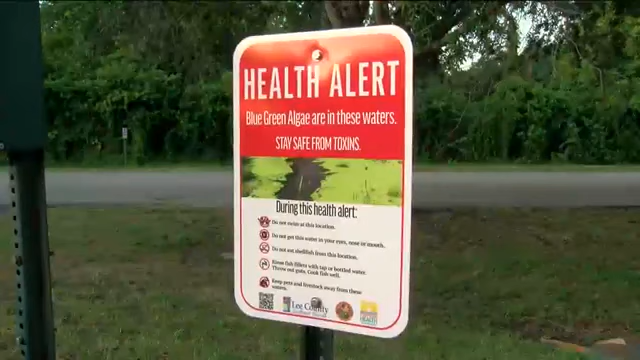 HEALTH ALERT
Blue Green Algae are in these waters.
STAY SAFE FROM TOXINS.
During this health alert:
Do not swim at this location.
Do not get this water in your eyes, nose or mouth.
Do not eat shellfish from this location.
Rinse fish fillets with tap or bottled water.
Throw out guts. Cook fish well.
Keep pets and livestock away from these
waters.
Lee County
HEALTH